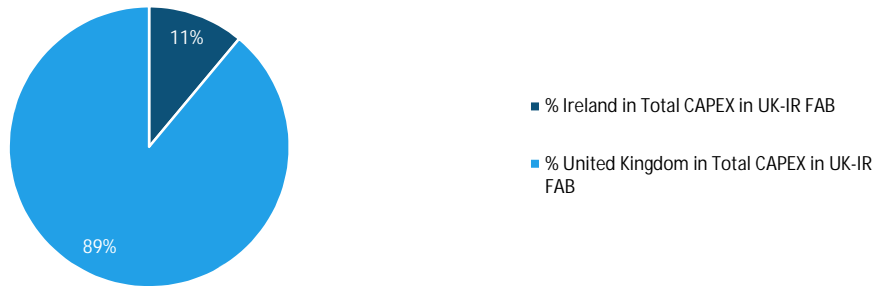 11%
% Ireland in Total CAPEX in UK-IR FAB
% United Kingdom in Total CAPEX in UK-IR
FAB
89%